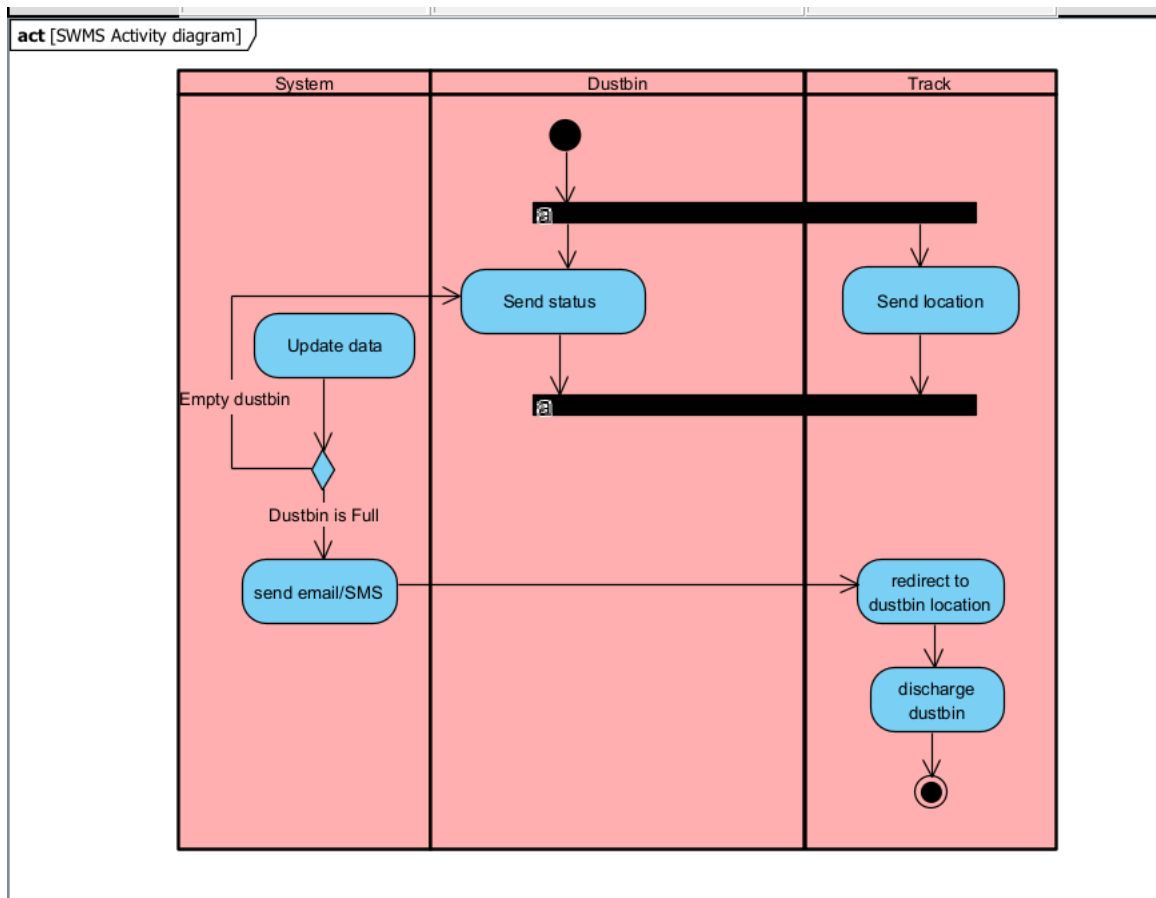 act [SWMS Activity diagram]
System
Dustbin
Track
Send status
Send location
Update data
Empty dustbin
Dustbin is Full
send email/SMS
redirect to
dustbin location
discharge
dustbin